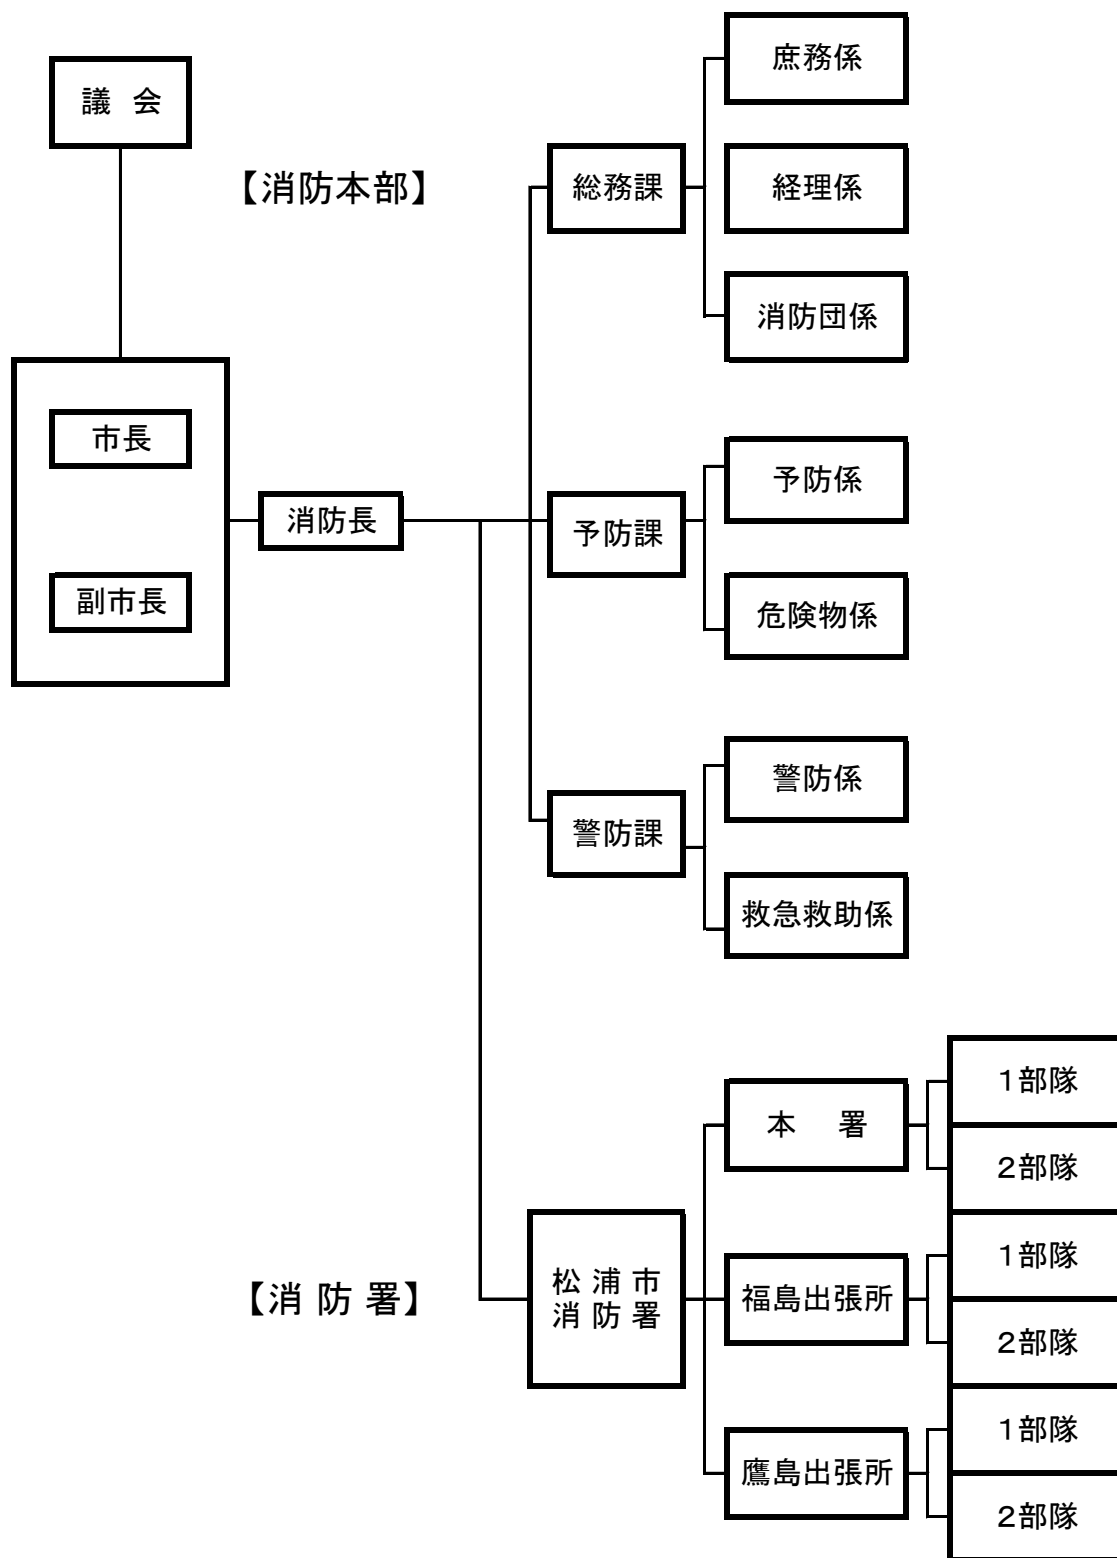 議 会
【消防本部】
市長
副市長
消防長
総務課
庶務係
経理係
消防団係
予防課
予防係
危険物係
警防課
警防係
救急救助係
【消 防 署】
松 浦 市
消 防 署
本 署
1部隊
2部隊
福島出張所
1部隊
2部隊
鷹島出張所
1部隊
2部隊